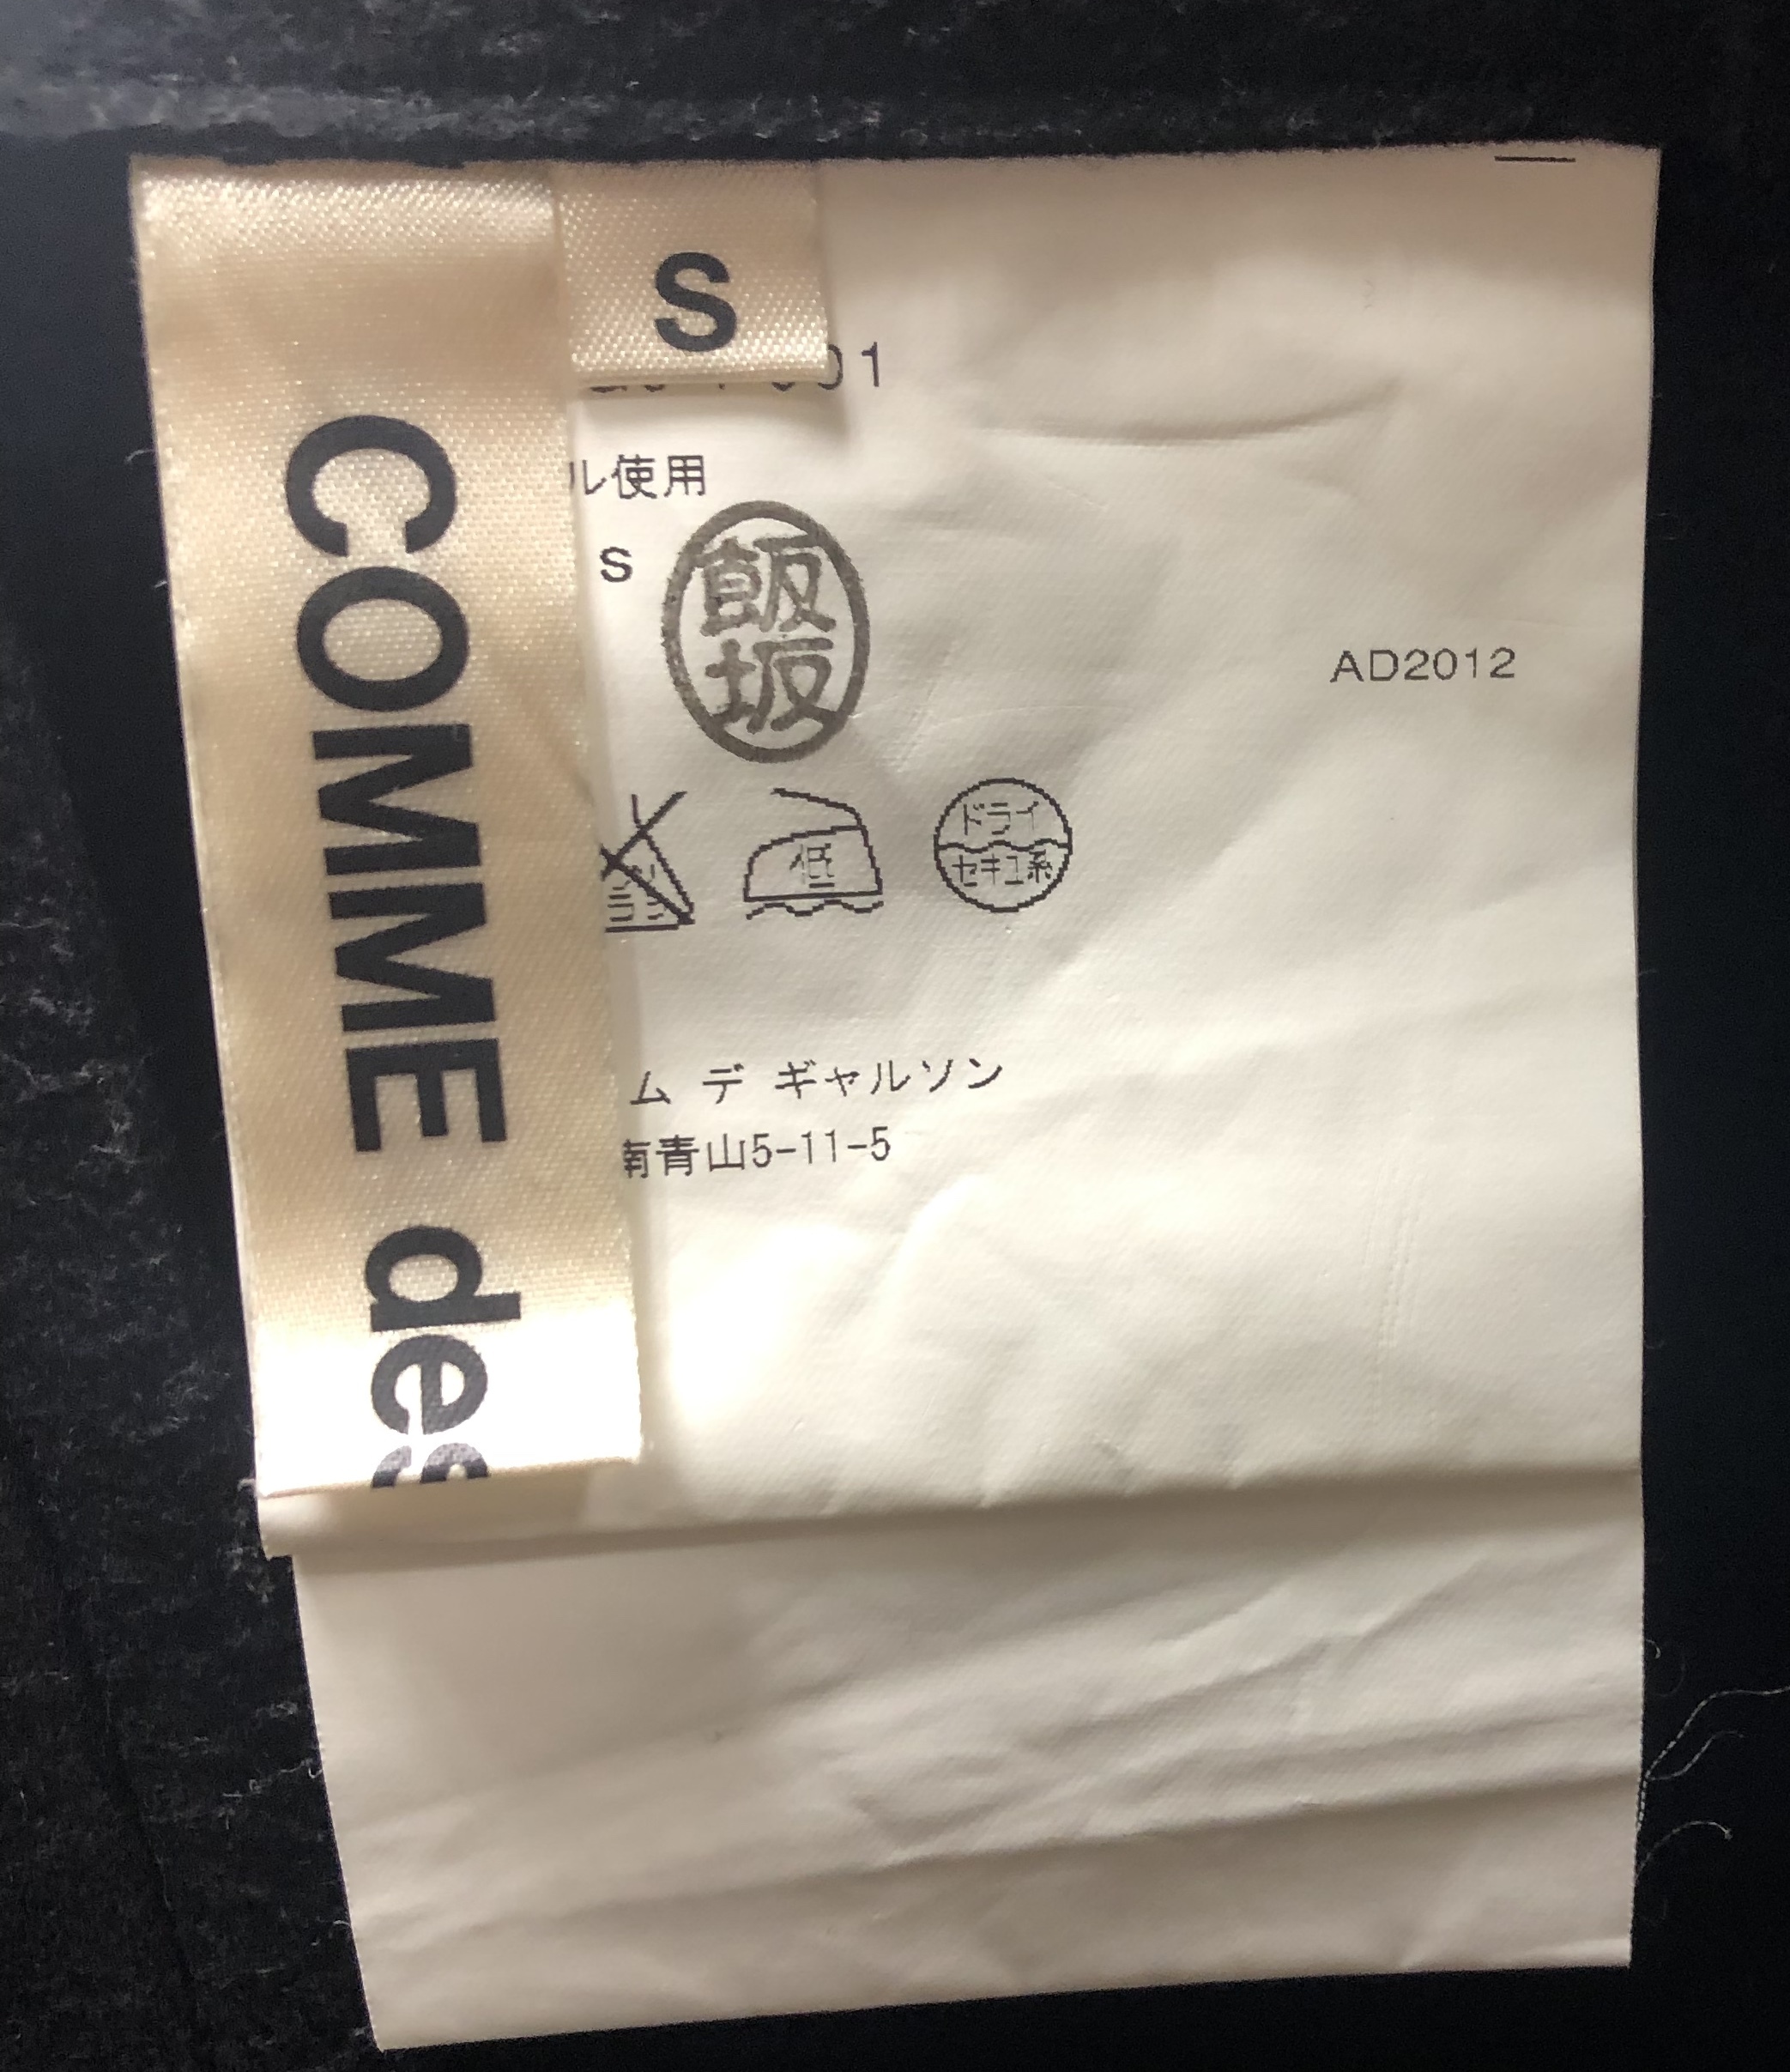 COMME des
S
01
ル使用
S
飯坂
AD2012
低
ドライ
セキユ系
ム デ ギャルソン
南青山5-11-5